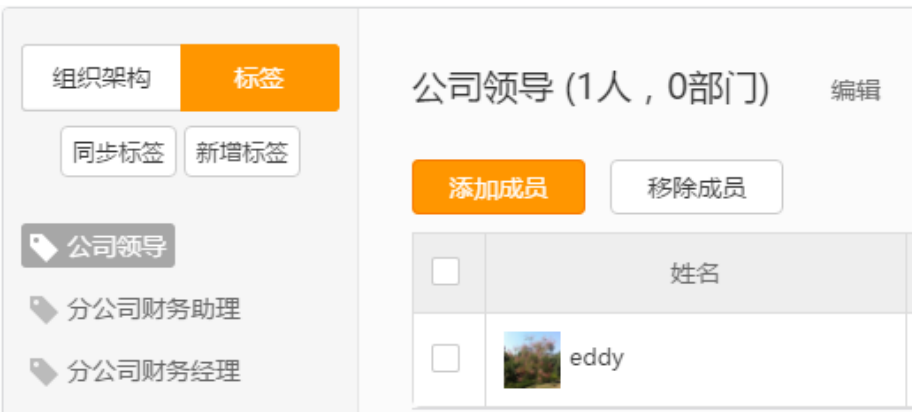 组织架构 标签
同步标签 新增标签
公司领导
分公司财务助理
分公司财务经理
公司领导 (1人，0部门) 编辑
添加成员 移除成员
姓名
eddy